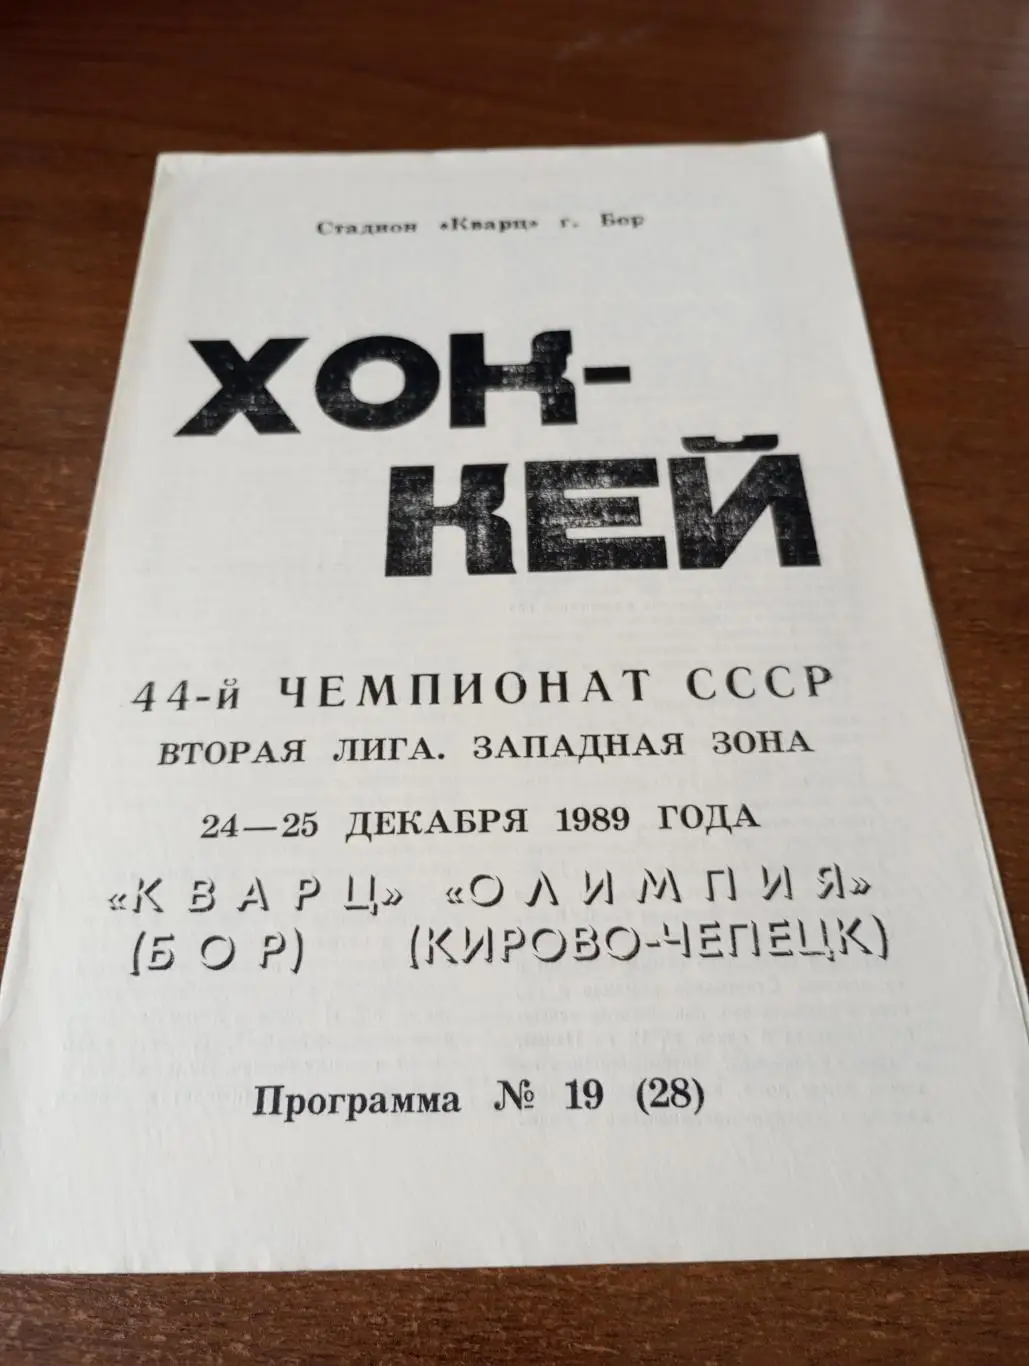 Стадион «Кварц» г. Бор
ХОК-
КЕЙ
44-й ЧЕМПИОНАТ СССР
ВТОРАЯ ЛИГА. ЗАПАДНАЯ ЗОНА
24—25 ДЕКАБРЯ 1989 ГОДА
«КВАРЦ» «ОЛИМПИЯ»
(БОР) (КИРОВО-ЧЕПЕЦК)
Программа № 19 (28)